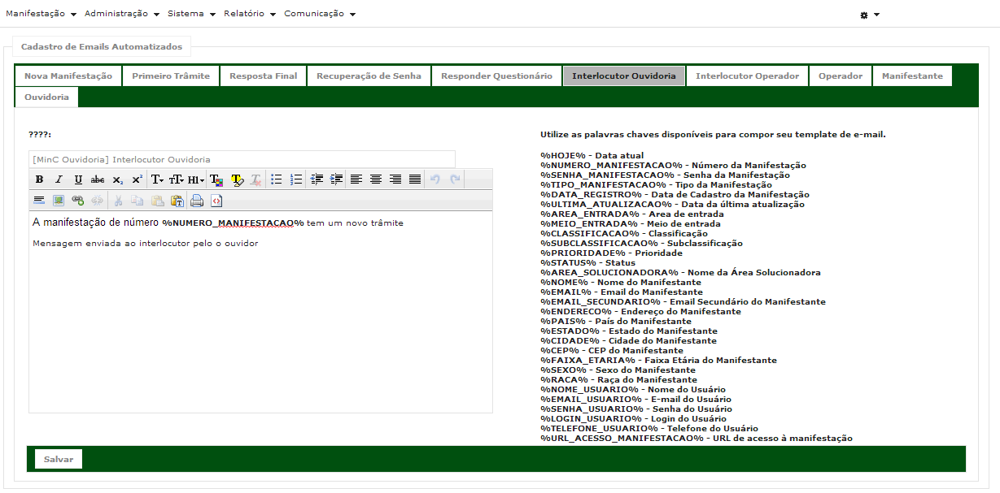 Manifestação Administração Sistema Relatório Comunicação
Cadastro de Emails Automatizados
Nova Manifestação Primeiro Trâmite Resposta Final Recuperação de Senha Responder Questionário Interlocutor Ouvidoria Interlocutor Operador Operador Manifestante
Ouvidoria
????:
[MinC Ouvidoria] Interlocutor Ouvidoria
B I U abc x₂ x² T TT H1
A manifestação de número %NUMERO_MANIFESTACAO% tem um novo trâmite
Mensagem enviada ao interlocutor pelo o ouvidor
Utilize as palavras chaves disponíveis para compor seu template de e-mail.
%HOJE% - Data atual
%NUMERO_MANIFESTACAO% - Número da Manifestação
%SENHA_MANIFESTACAO% - Senha da Manifestação
%TIPO_MANIFESTACAO% - Tipo da Manifestação
%DATA_REGISTRO% - Data de Cadastro da Manifestação
%ULTIMA_ATUALIZACAO% - Data da última atualização
%AREA_ENTRADA% - Area de entrada
%MEIO_ENTRADA% - Meio de entrada
%CLASSIFICACAO% - Classificação
%SUBCLASSIFICACAO% - Subclassificação
%PRIORIDADE% - Prioridade
%STATUS% - Status
%AREA_SOLUCIONADORA% - Nome da Área Solucionadora
%NOME% - Nome do Manifestante
%EMAIL% - Email do Manifestante
%EMAIL_SECUNDARIO% - Email Secundário do Manifestante
%ENDERECO% - Endereço do Manifestante
%PAIS% - País do Manifestante
%ESTADO% - Estado do Manifestante
%CIDADE% - Cidade do Manifestante
%CEP% - CEP do Manifestante
%FAIXA_ETARIA% - Faixa Etária do Manifestante
%SEXO% - Sexo do Manifestante
%RACA% - Raça do Manifestante
%NOME_USUARIO% - Nome do Usuário
%EMAIL_USUARIO% - E-mail do Usuário
%SENHA_USUARIO% - Senha do Usuário
%LOGIN_USUARIO% - Login do Usuário
%TELEFONE_USUARIO% - Telefone do Usuário
%URL_ACESSO_MANIFESTACAO% - URL de acesso à manifestação
Salvar